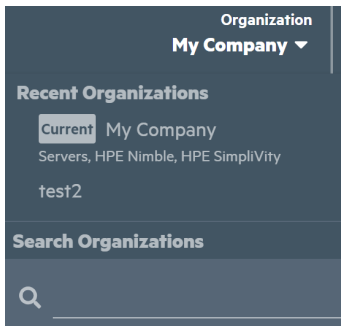 Organization
My Company
Recent Organizations
Current My Company
Servers, HPE Nimble, HPE SimpliVity
test2
Search Organizations